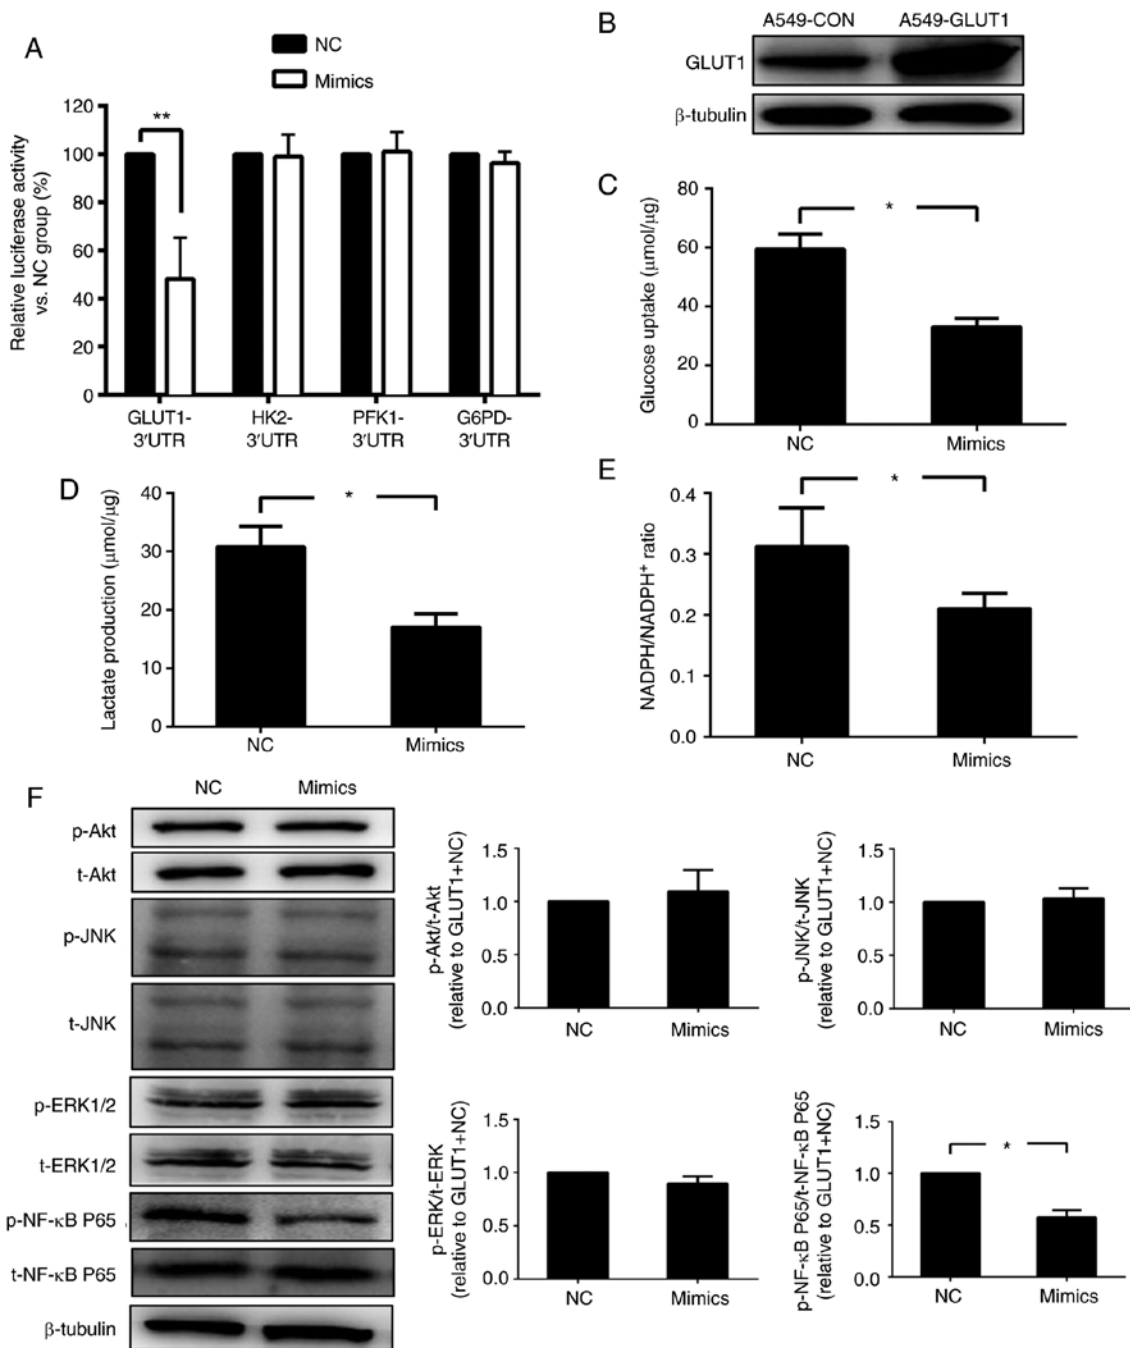 A
NC
Mimics
Relative luciferase activity
vs. NC group (%)
120
100
80
60
40
20
0
**
GLUT1-
3′UTR
HK2-
3′UTR
PFK1-
3′UTR
G6PD-
3′UTR
B
A549-CON A549-GLUT1
GLUT1
β-tubulin
C
Glucose uptake (μmol/μg)
80
60
40
20
0
*
NC Mimics
D
Lactate production (μmol/μg)
40
30
20
10
0
*
NC Mimics
E
NADPH/NADPH⁺ ratio
0.4
0.3
0.2
0.1
0.0
*
NC Mimics
F
NC Mimics
p-Akt
t-Akt
p-JNK
t-JNK
p-ERK1/2
t-ERK1/2
p-NF-κB P65
t-NF-κB P65
β-tubulin
p-Akt/t-Akt
(relative to GLUT1+NC)
1.5
1.0
0.5
0.0
NC Mimics
p-JNK/t-JNK
(relative to GLUT1+NC)
1.5
1.0
0.5
0.0
NC Mimics
p-ERK/t-ERK
(relative to GLUT1+NC)
1.5
1.0
0.5
0.0
NC Mimics
p-NF-κB P65/t-NF-κB P65
(relative to GLUT1+NC)
1.5
1.0
0.5
0.0
*
NC Mimics